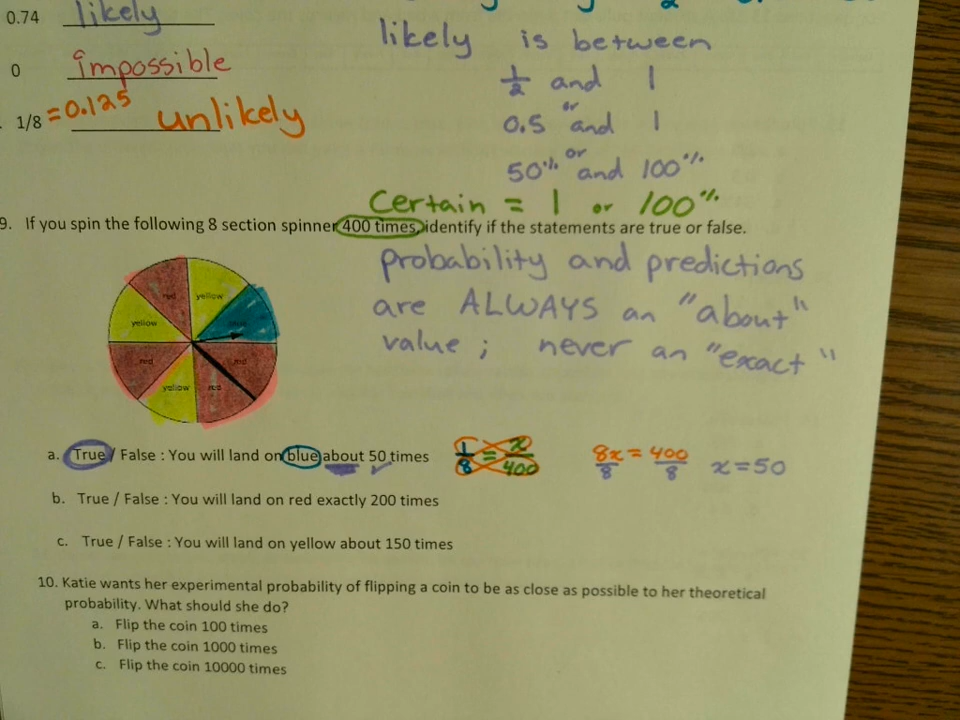 0.74 likely
likely is between
0 impossible
1/2 and 1
or
1/8 = 0.125 unlikely
0.5 and 1
or
50% and 100%
Certain = 1 or 100%
9. If you spin the following 8 section spinner 400 times, identify if the statements are true or false.
probability and predictions
are ALWAYS an "about"
value; never an "exact"
red yellow
yellow
red red
yellow red
a. True / False : You will land on blue about 50 times 1/8 = x/400 8x/8 = 400/8 x=50
b. True / False : You will land on red exactly 200 times
c. True / False : You will land on yellow about 150 times
10. Katie wants her experimental probability of flipping a coin to be as close as possible to her theoretical
probability. What should she do?
a. Flip the coin 100 times
b. Flip the coin 1000 times
c. Flip the coin 10000 times